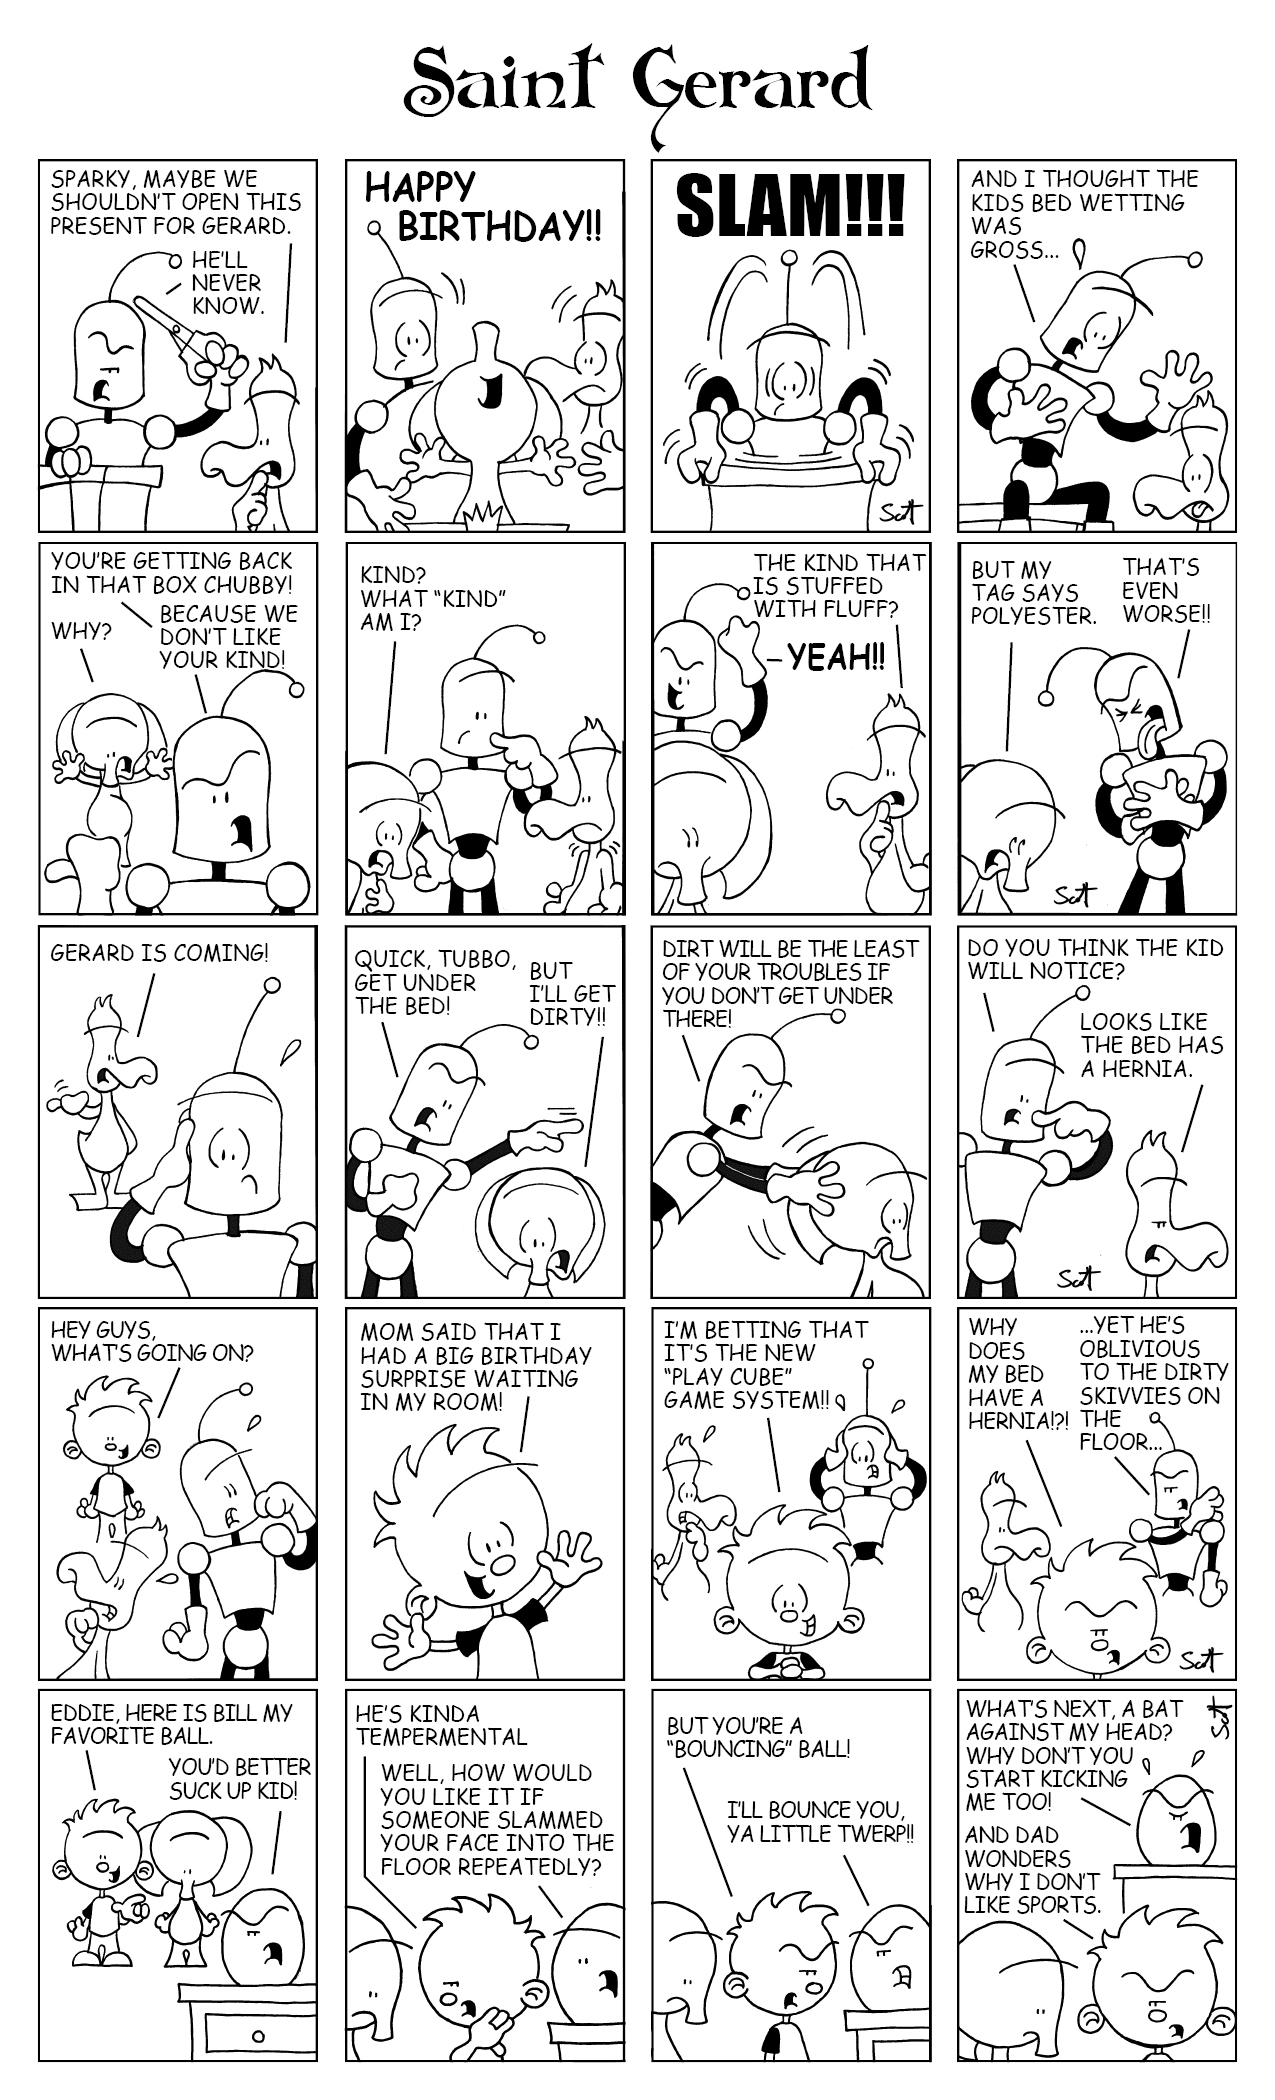 Saint Gerard
SPARKY, MAYBE WE
SHOULDN'T OPEN THIS
PRESENT FOR GERARD.
HE'LL
NEVER
KNOW.
HAPPY
BIRTHDAY!!
SLAM!!!
Scott
AND I THOUGHT THE
KIDS BED WETTING
WAS
GROSS...
YOU'RE GETTING BACK
IN THAT BOX CHUBBY!
WHY?
BECAUSE WE
DON'T LIKE
YOUR KIND!
KIND?
WHAT "KIND"
AM I?
THE KIND THAT
IS STUFFED
WITH FLUFF?
YEAH!!
BUT MY
TAG SAYS
POLYESTER.
THAT'S
EVEN
WORSE!!
Scott
GERARD IS COMING!
QUICK, TUBBO,
GET UNDER
THE BED!
BUT
I'LL GET
DIRTY!!
DIRT WILL BE THE LEAST
OF YOUR TROUBLES IF
YOU DON'T GET UNDER
THERE!
DO YOU THINK THE KID
WILL NOTICE?
LOOKS LIKE
THE BED HAS
A HERNIA.
Scott
HEY GUYS,
WHAT'S GOING ON?
MOM SAID THAT I
HAD A BIG BIRTHDAY
SURPRISE WAITING
IN MY ROOM!
I'M BETTING THAT
IT'S THE NEW
"PLAY CUBE"
GAME SYSTEM!!
WHY
DOES
MY BED
HAVE A
HERNIA!?!
...YET HE'S
OBLIVIOUS
TO THE DIRTY
SKIVVIES ON
THE
FLOOR...
Scott
EDDIE, HERE IS BILL MY
FAVORITE BALL.
YOU'D BETTER
SUCK UP KID!
HE'S KINDA
TEMPERMENTAL
WELL, HOW WOULD
YOU LIKE IT IF
SOMEONE SLAMMED
YOUR FACE INTO THE
FLOOR REPEATEDLY?
BUT YOU'RE A
"BOUNCING" BALL!
I'LL BOUNCE YOU,
YA LITTLE TWERP!!
WHAT'S NEXT, A BAT
AGAINST MY HEAD?
WHY DON'T YOU
START KICKING
ME TOO!
Scott
AND DAD
WONDERS
WHY I DON'T
LIKE SPORTS.